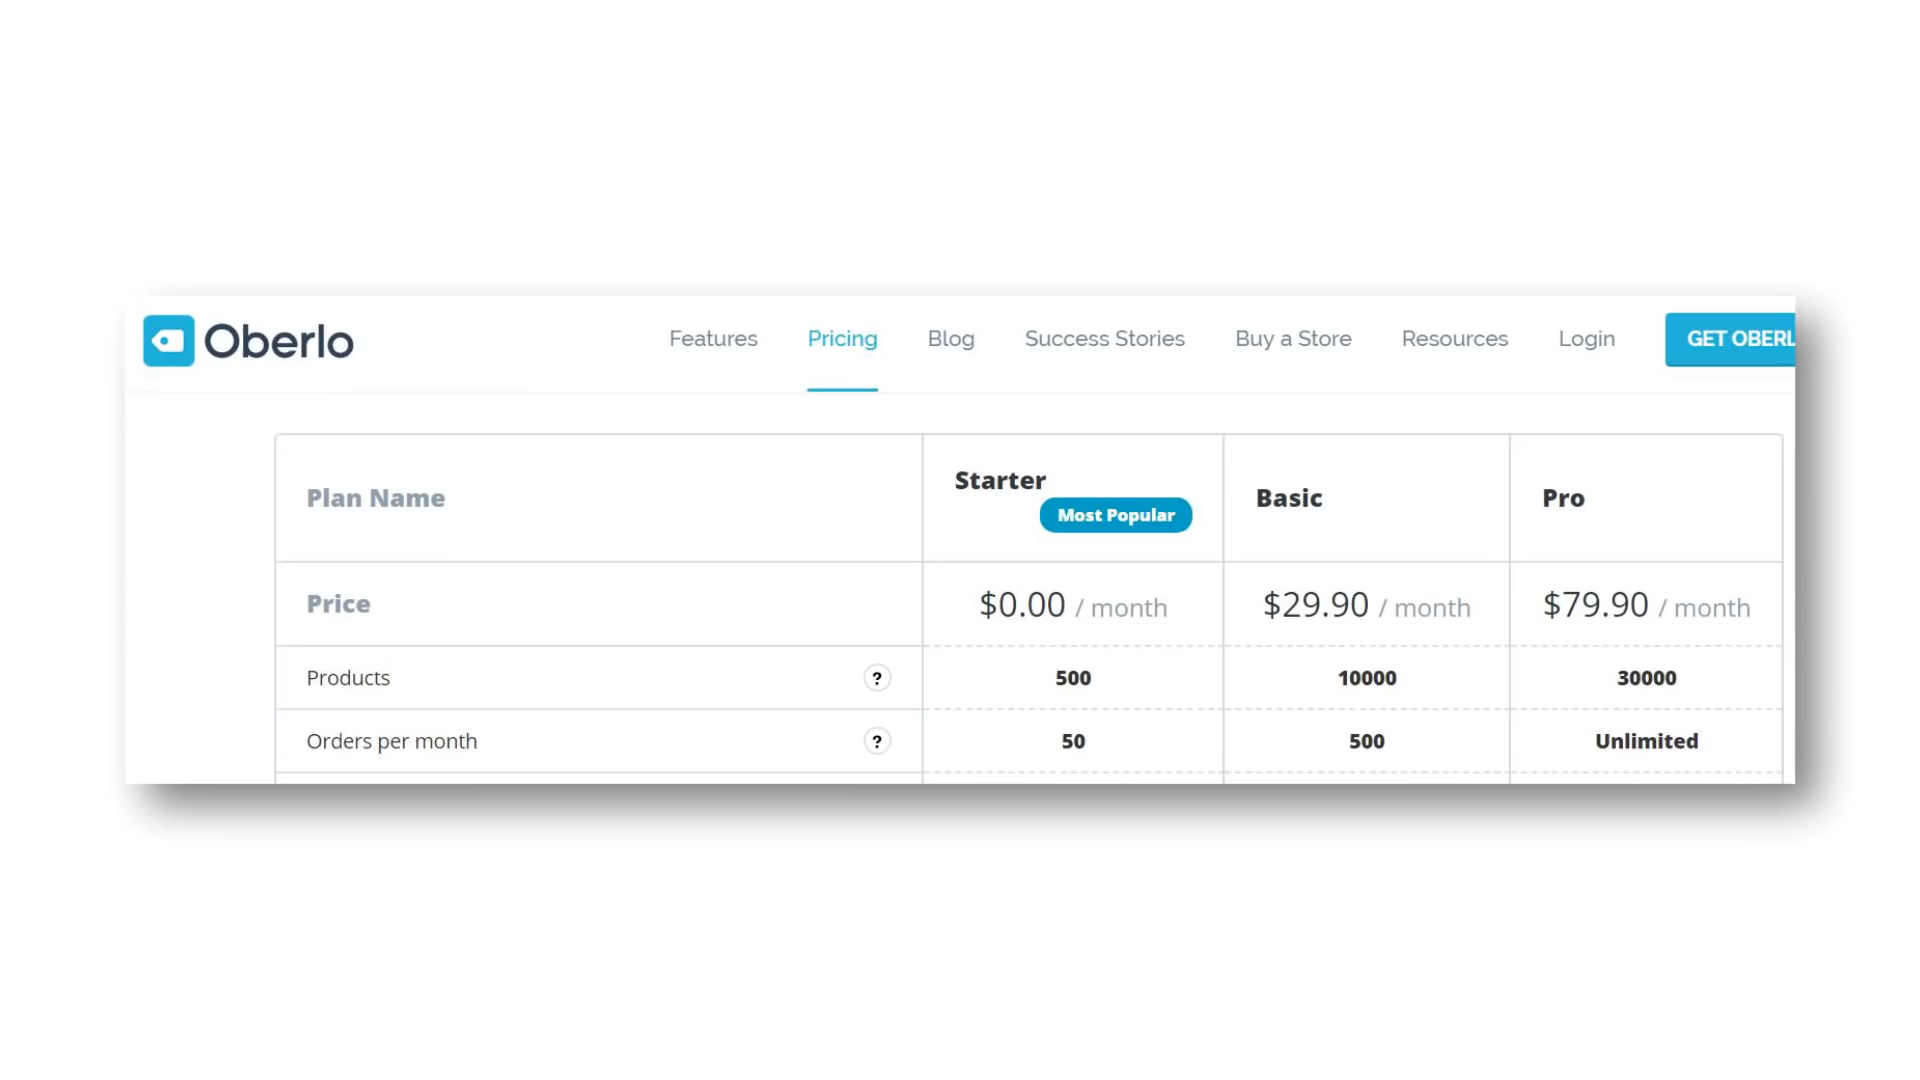 Oberlo
Features Pricing Blog Success Stories Buy a Store Resources Login GET OBERL
Plan Name Starter Most Popular Basic Pro
Price $0.00 / month $29.90 / month $79.90 / month
Products ? 500 10000 30000
Orders per month ? 50 500 Unlimited